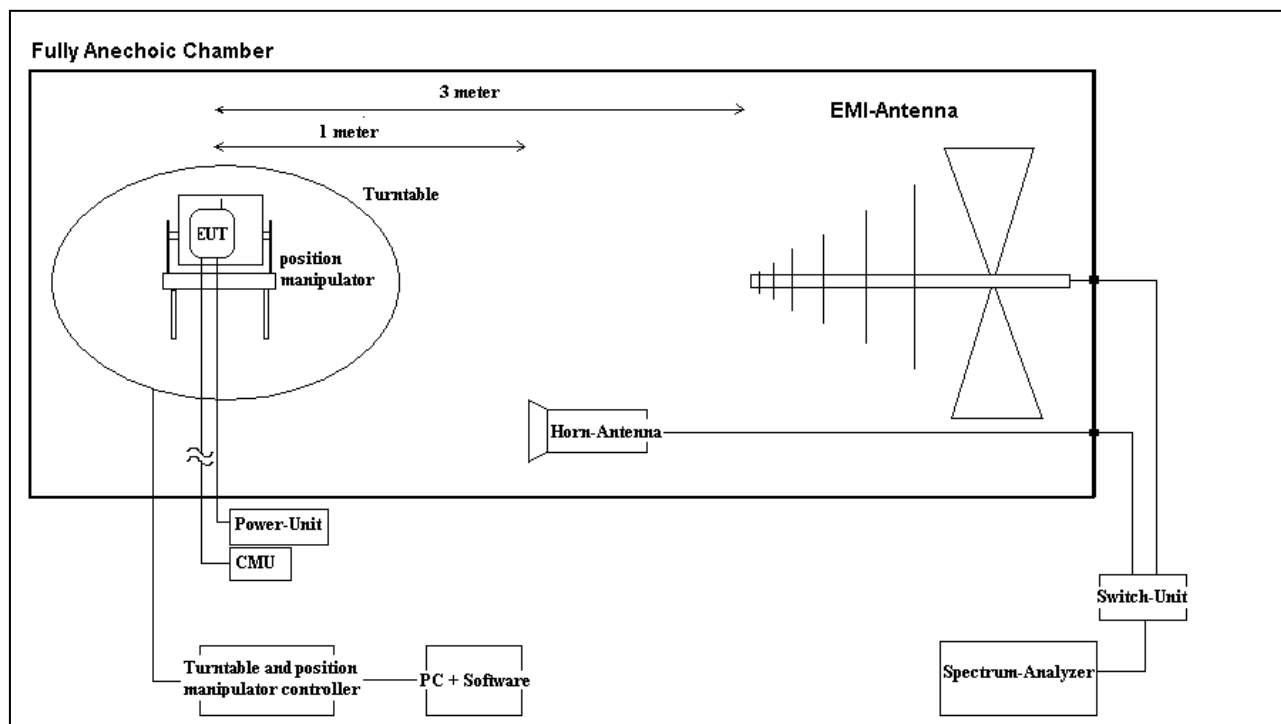 Fully Anechoic Chamber
3 meter
EMI-Antenna
1 meter
Turntable
EUT
position
manipulator
Horn-Antenna
Power-Unit
CMU
Switch-Unit
Turntable and position
manipulator controller
PC + Software
Spectrum-Analyzer